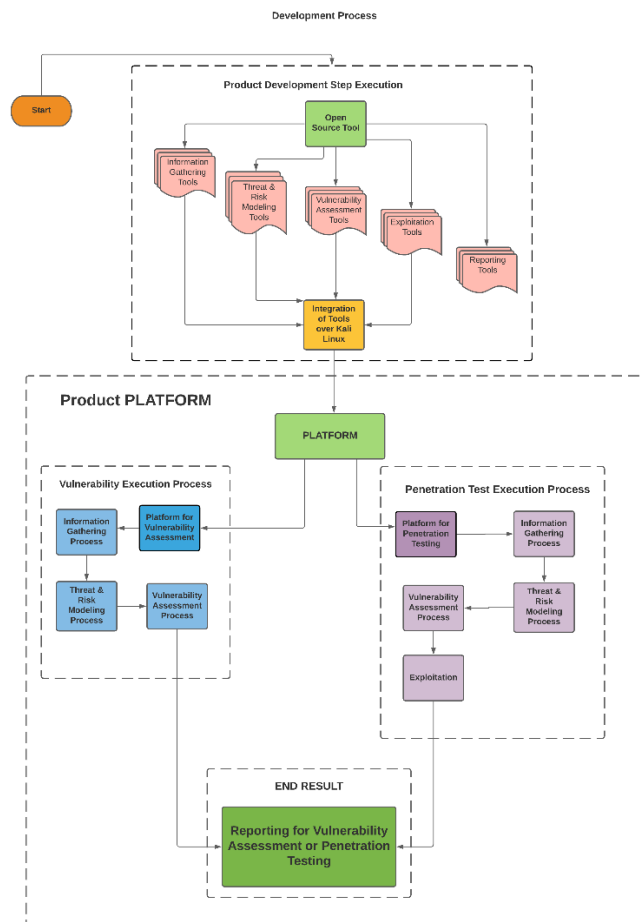 Development Process
Product Development Step Execution
Start
Open
Source Tool
Information
Gathering
Tools
Threat &
Risk
Modeling
Tools
Vulnerability
Assessment
Tools
Exploitation
Tools
Reporting
Tools
Integration
of Tools
over Kali
Linux
Product PLATFORM
PLATFORM
Vulnerability Execution Process
Information
Gathering
Process
Platform for
Vulnerability
Assessment
Threat &
Risk
Modeling
Process
Vulnerability
Assessment
Process
Penetration Test Execution Process
Platform for
Penetration
Testing
Information
Gathering
Process
Vulnerability
Assessment
Process
Threat &
Risk
Modeling
Process
Exploitation
END RESULT
Reporting for Vulnerability
Assessment or Penetration
Testing